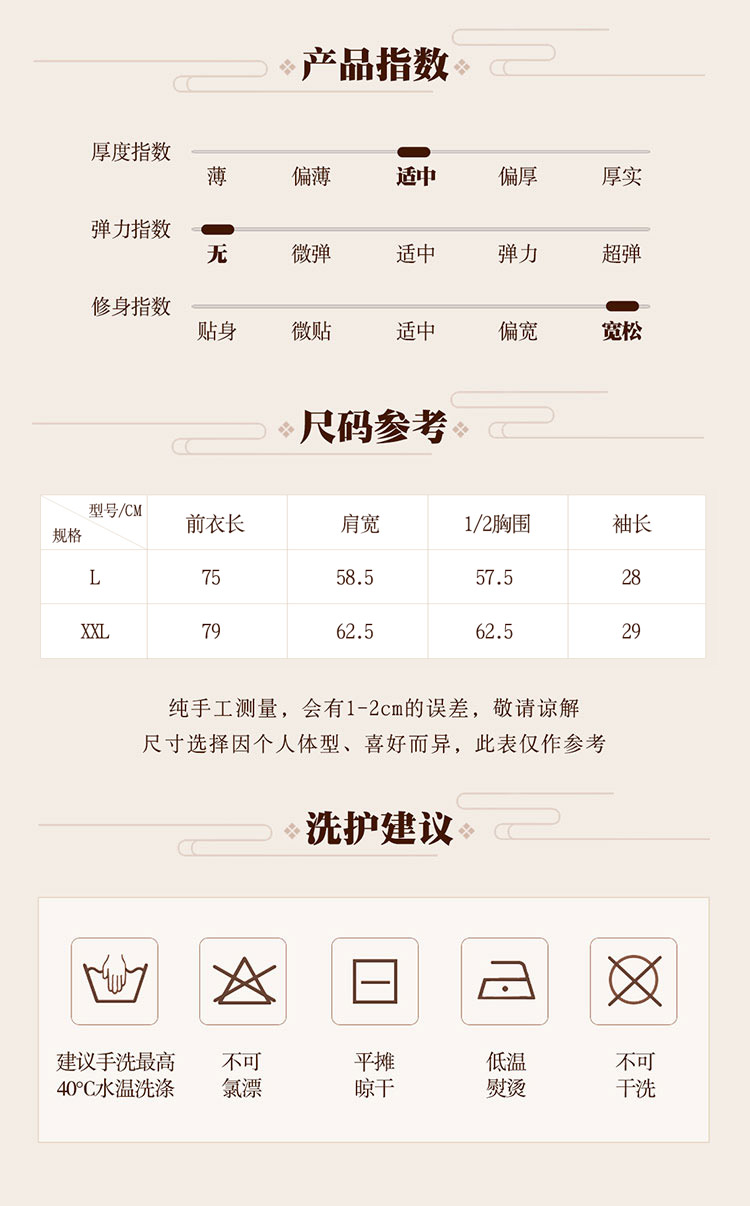 产品指数
厚度指数
薄 偏薄 适中 偏厚 厚实
弹力指数
无 微弹 适中 弹力 超弹
修身指数
贴身 微贴 适中 偏宽 宽松
尺码参考
型号/CM
规格
前衣长 肩宽 1/2胸围 袖长
L 75 58.5 57.5 28
XXL 79 62.5 62.5 29
纯手工测量，会有1-2cm的误差，敬请谅解
尺寸选择因个人体型、喜好而异，此表仅作参考
洗护建议
建议手洗最高
40°C水温洗涤
不可
氯漂
平摊
晾干
低温
熨烫
不可
干洗